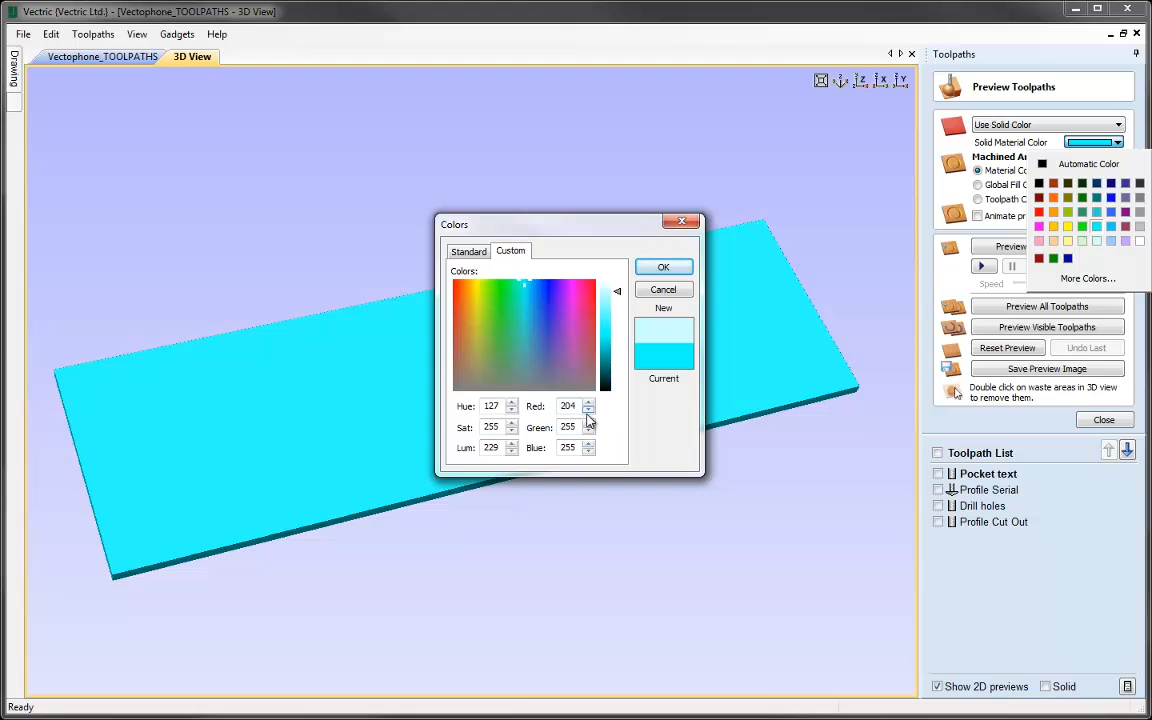 Vectric {Vectric Ltd.} - [Vectophone_TOOLPATHS - 3D View]
File Edit Toolpaths View Gadgets Help
Vectophone_TOOLPATHS 3D View
Drawing
Toolpaths
Preview Toolpaths
Use Solid Color
Solid Material Color
Machined
Automatic Color
Material
Global Fill
Toolpath
Animate
More Colors...
Preview
Speed
Preview All Toolpaths
Preview Visible Toolpaths
Reset Preview Undo Last
Save Preview Image
Double click on waste areas in 3D view
to remove them.
Close
Toolpath List
Pocket text
Profile Serial
Drill holes
Profile Cut Out
Show 2D previews Solid
Colors
Standard Custom
Colors:
OK
Cancel
New
Current
Hue: 127 Red: 204
Sat: 255 Green: 255
Lum: 229 Blue: 255
X Y Z
Ready